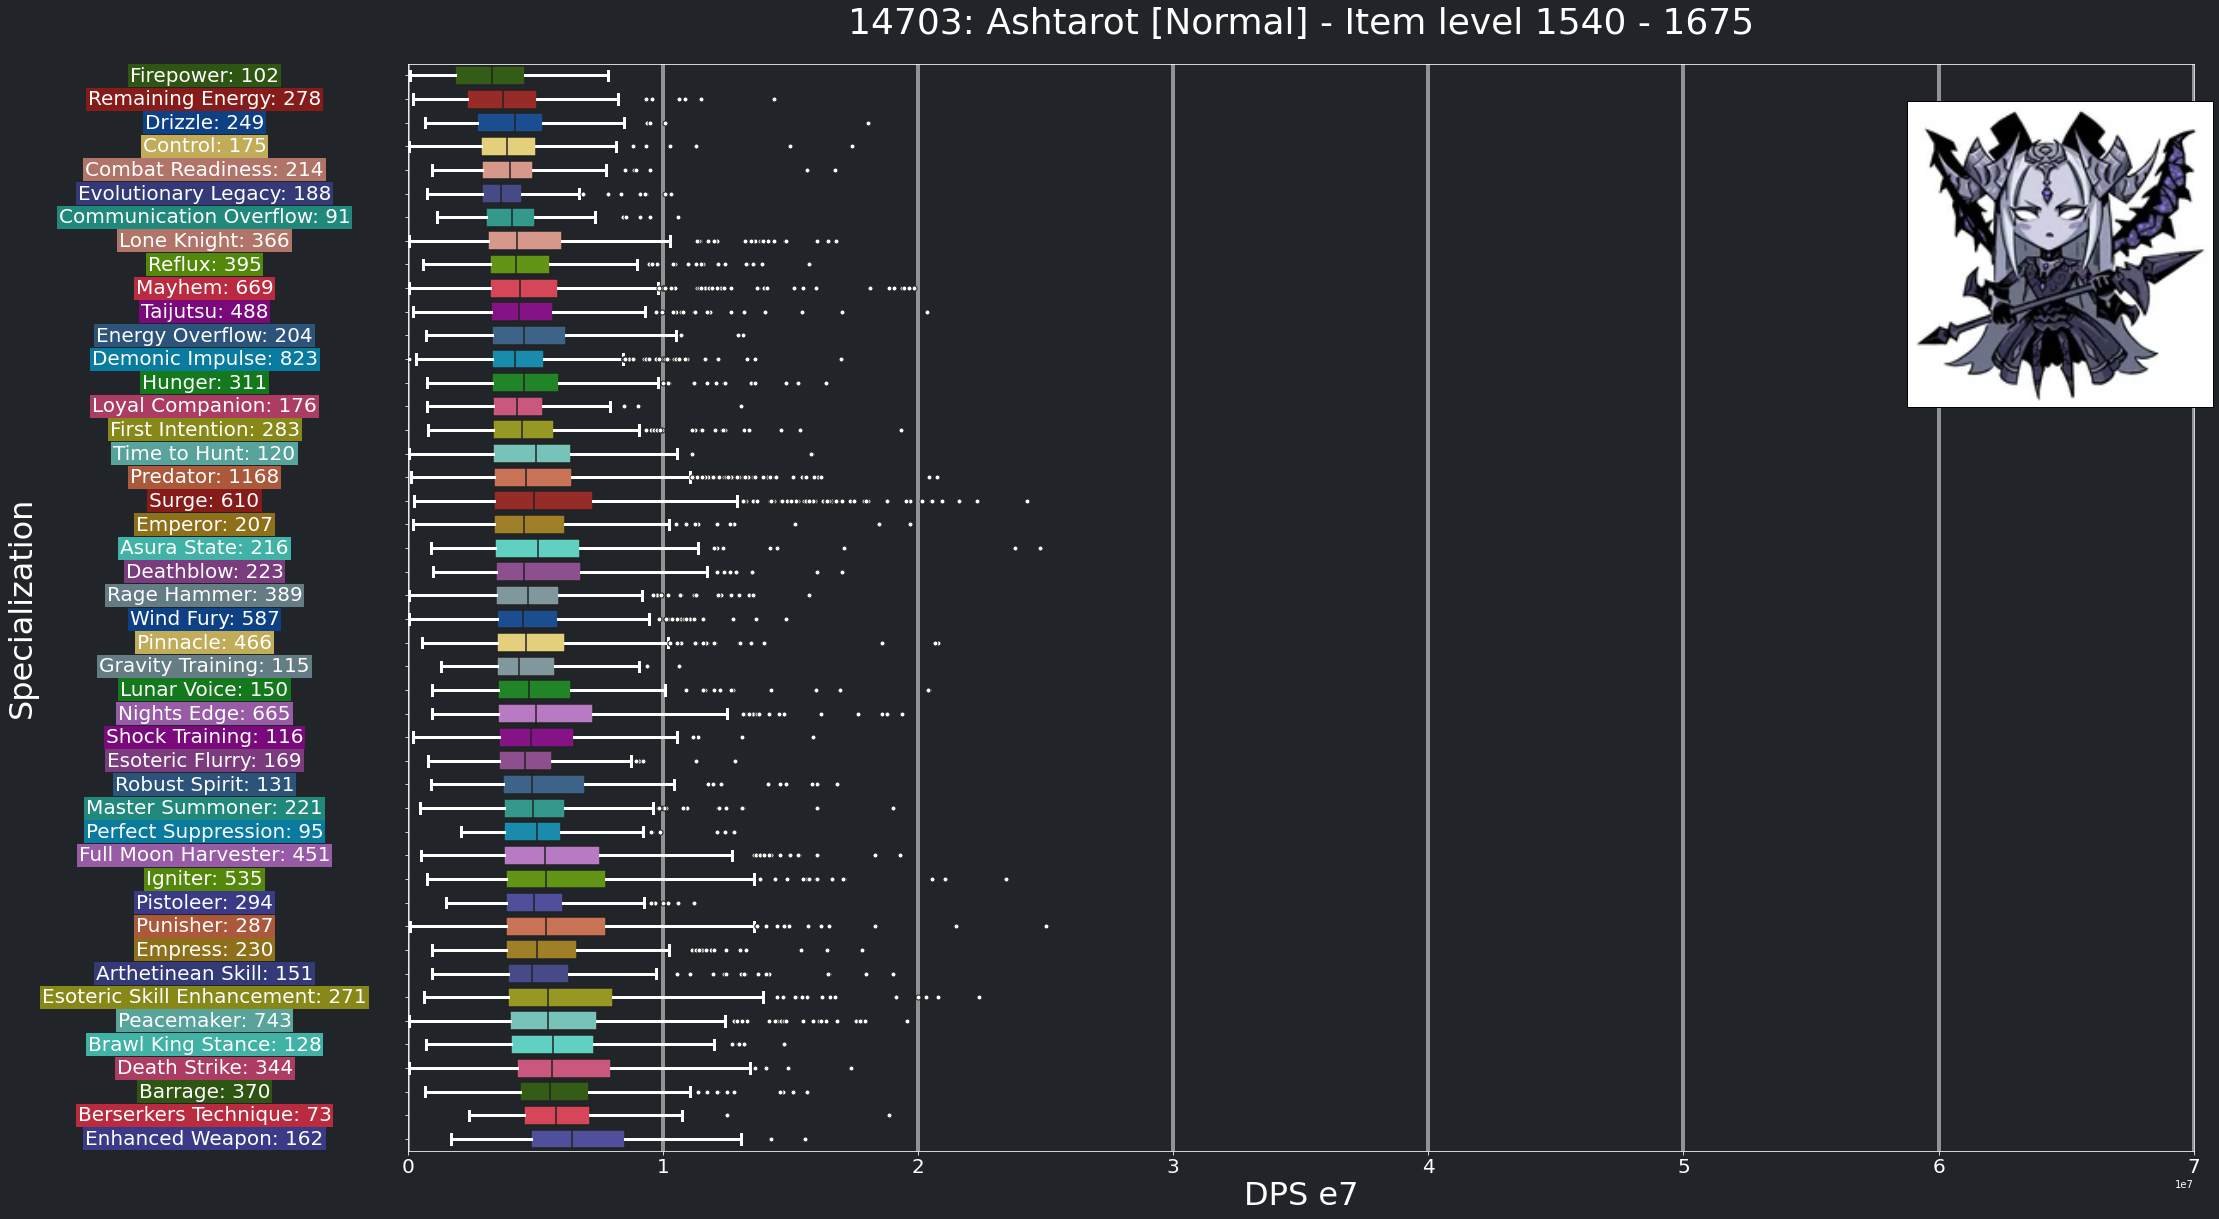 14703: Ashtarot [Normal] - Item level 1540 - 1675
Specialization
Firepower: 102
Remaining Energy: 278
Drizzle: 249
Control: 175
Combat Readiness: 214
Evolutionary Legacy: 188
Communication Overflow: 91
Lone Knight: 366
Reflux: 395
Mayhem: 669
Taijutsu: 488
Energy Overflow: 204
Demonic Impulse: 823
Hunger: 311
Loyal Companion: 176
First Intention: 283
Time to Hunt: 120
Predator: 1168
Surge: 610
Emperor: 207
Asura State: 216
Deathblow: 223
Rage Hammer: 389
Wind Fury: 587
Pinnacle: 466
Gravity Training: 115
Lunar Voice: 150
Nights Edge: 665
Shock Training: 116
Esoteric Flurry: 169
Robust Spirit: 131
Master Summoner: 221
Perfect Suppression: 95
Full Moon Harvester: 451
Igniter: 535
Pistoleer: 294
Punisher: 287
Empress: 230
Arthetinean Skill: 151
Esoteric Skill Enhancement: 271
Peacemaker: 743
Brawl King Stance: 128
Death Strike: 344
Barrage: 370
Berserkers Technique: 73
Enhanced Weapon: 162
0 1 2 3 4 5 6 7
1e7
DPS e7